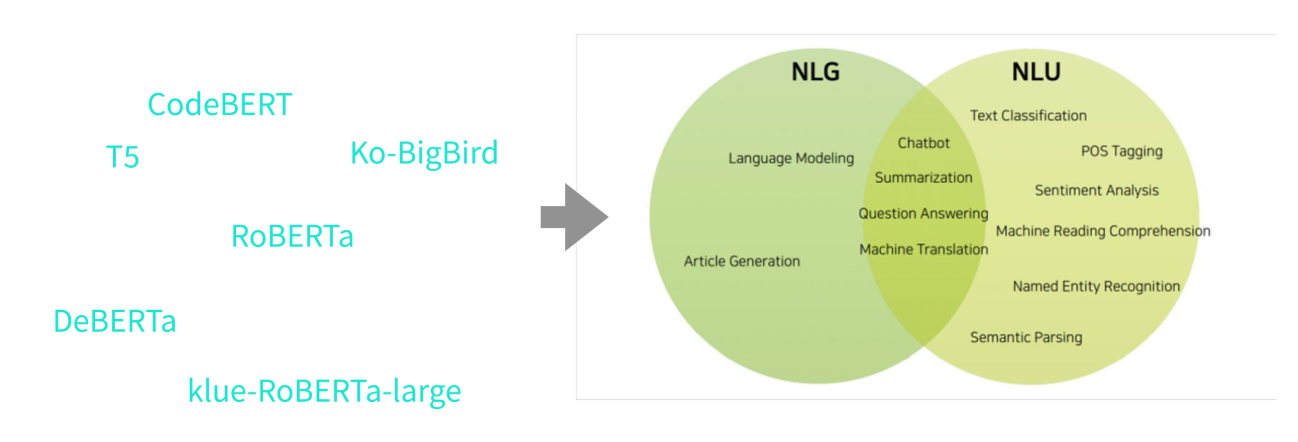 CodeBERT
T5
Ko-BigBird
RoBERTa
DeBERTa
klue-RoBERTa-large
NLG
Language Modeling
Article Generation
Chatbot
Summarization
Question Answering
Machine Translation
NLU
Text Classification
POS Tagging
Sentiment Analysis
Machine Reading Comprehension
Named Entity Recognition
Semantic Parsing